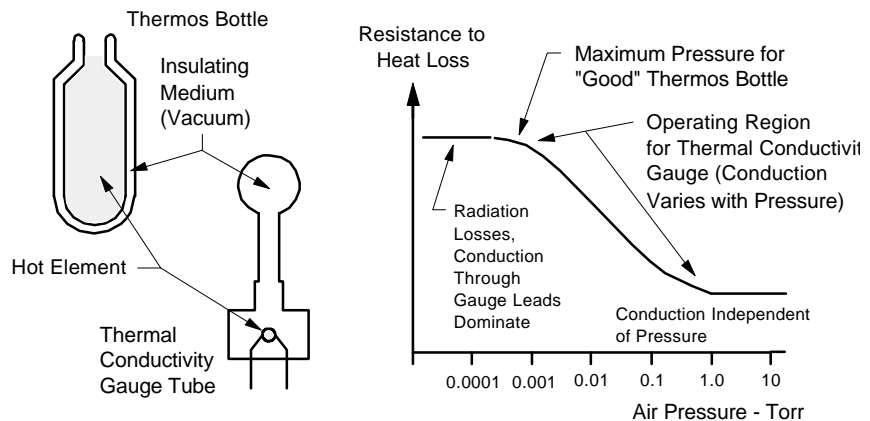 Thermos Bottle
Insulating
Medium
(Vacuum)
Hot Element
Thermal
Conductivity
Gauge Tube
Resistance to
Heat Loss
Maximum Pressure for
"Good" Thermos Bottle
Operating Region
for Thermal Conductivit
Gauge (Conduction
Varies with Pressure)
Radiation
Losses,
Conduction
Through
Gauge Leads
Dominate
Conduction Independent
of Pressure
0.0001 0.001 0.01 0.1 1.0 10
Air Pressure - Torr